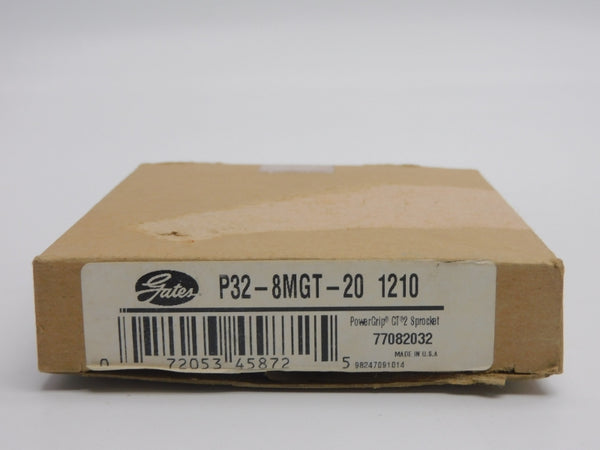 Gates
P32-8MGT-20 1210
PowerGrip® GT®2 Sprocket
77082032
MADE IN U.S.A
0 72053 45872 5
98247091014